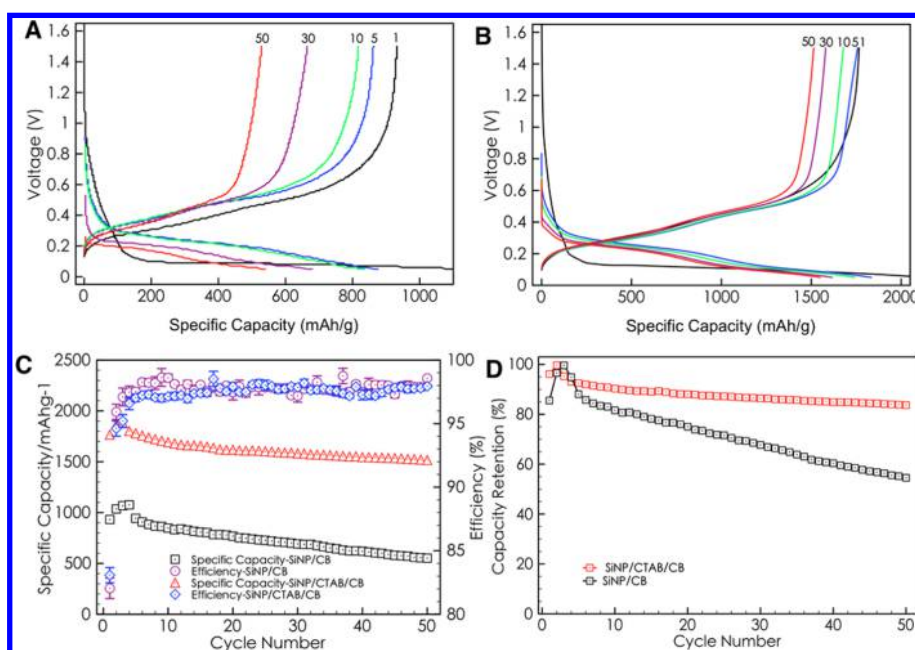 A
50 30 10 5 1
1.6
1.4
1.2
1.0
0.8
0.6
0.4
0.2
0
Voltage (V)
0 200 400 600 800 1000
Specific Capacity (mAh/g)
B
50 30 10 5 1
1.6
1.4
1.2
1.0
0.8
0.6
0.4
0.2
0
Voltage (V)
0 500 1000 1500 2000
Specific Capacity (mAh/g)
C
2500
2000
1500
1000
500
0
Specific Capacity/mAhg-1
100
98
95
90
85
80
Efficiency (%)
Specific Capacity-SiNP/CB
Efficiency-SiNP/CB
Specific Capacity-SiNP/CTAB/CB
Efficiency-SiNP/CTAB/CB
0 10 20 30 40 50
Cycle Number
D
100
80
60
40
20
0
Capacity Retention (%)
SiNP/CTAB/CB
SiNP/CB
0 10 20 30 40 50
Cycle Number